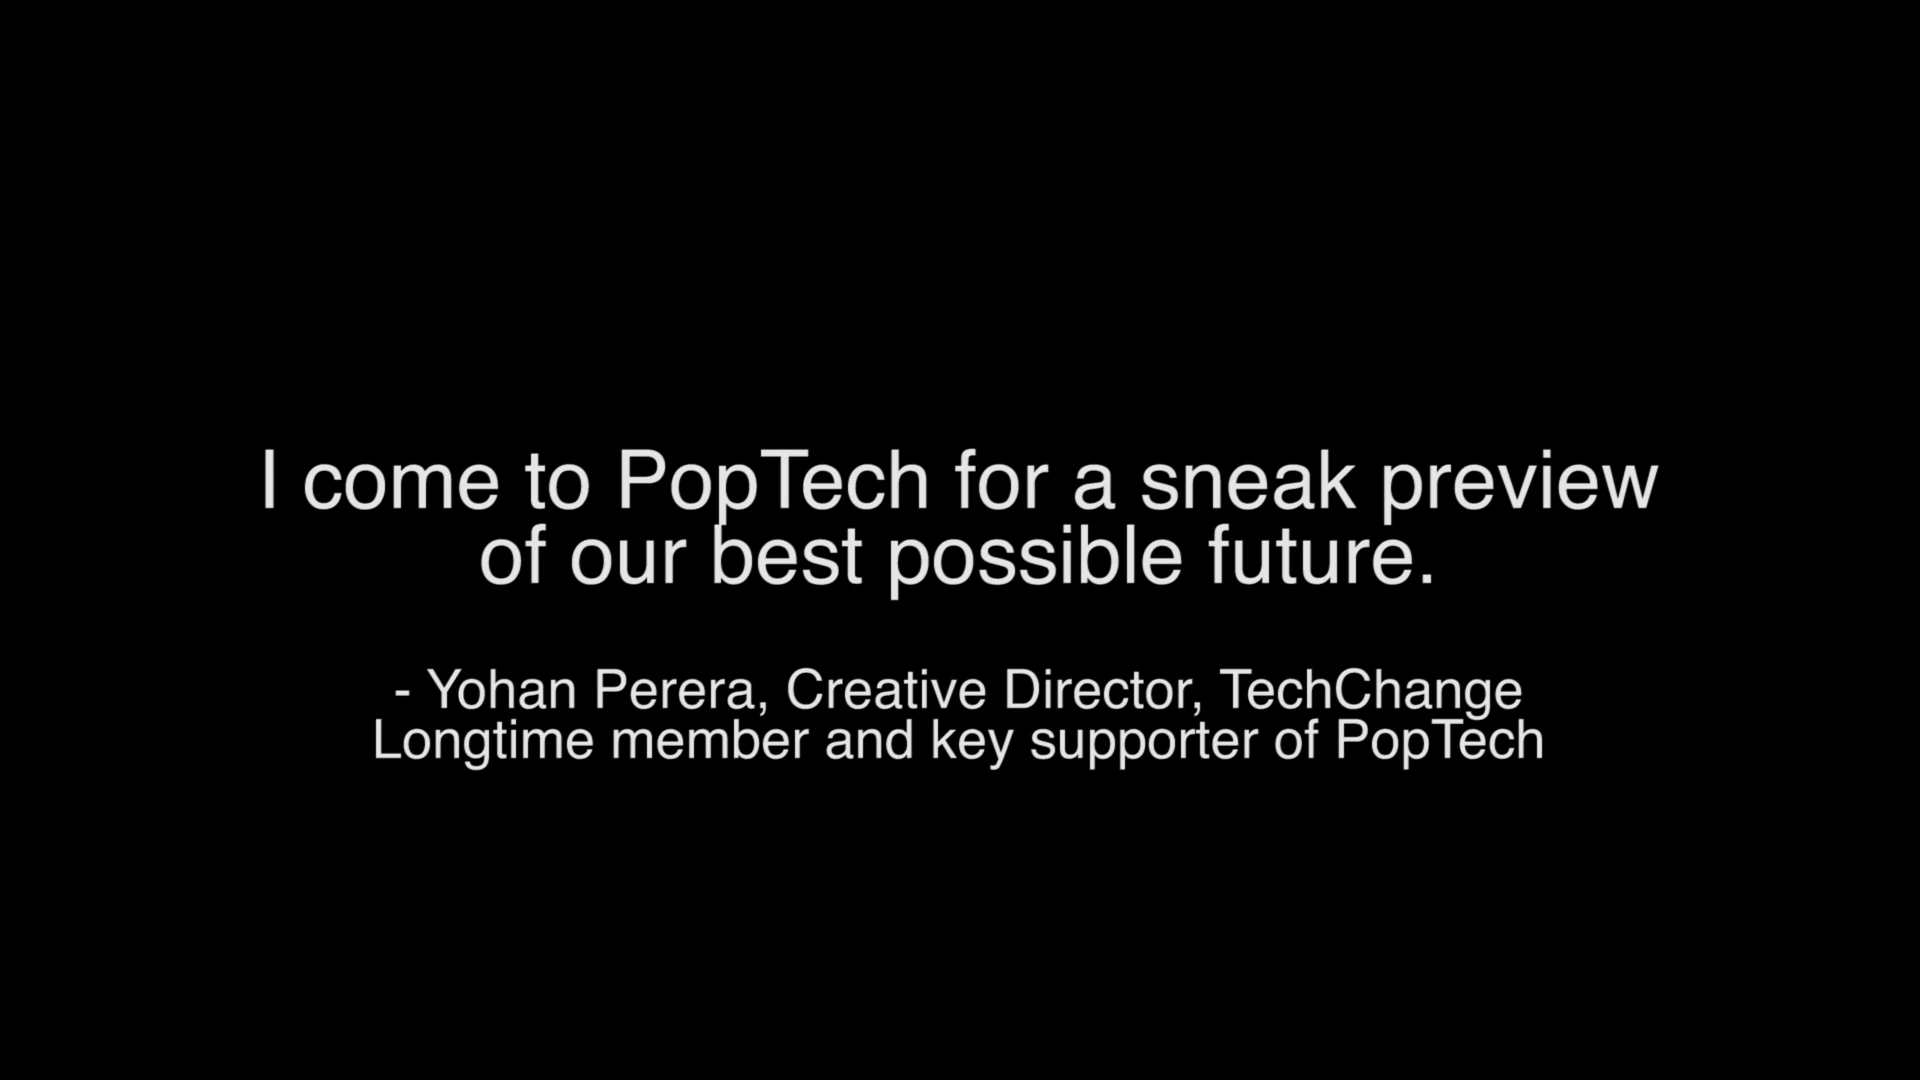 I come to PopTech for a sneak preview
of our best possible future.
- Yohan Perera, Creative Director, TechChange
Longtime member and key supporter of PopTech